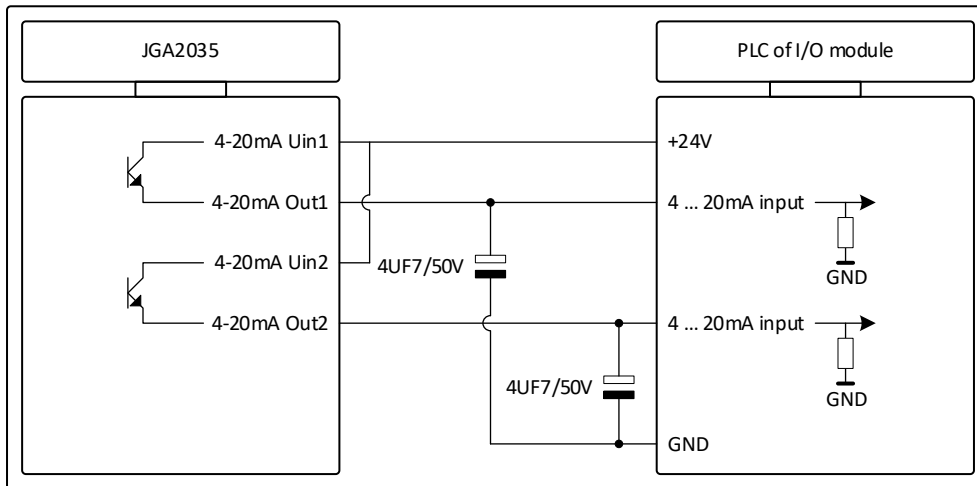 JGA2035
PLC of I/O module
4-20mA Uin1
+24V
4-20mA Out1
4 ... 20mA input
4-20mA Uin2
4UF7/50V
GND
4-20mA Out2
4 ... 20mA input
4UF7/50V
GND
GND